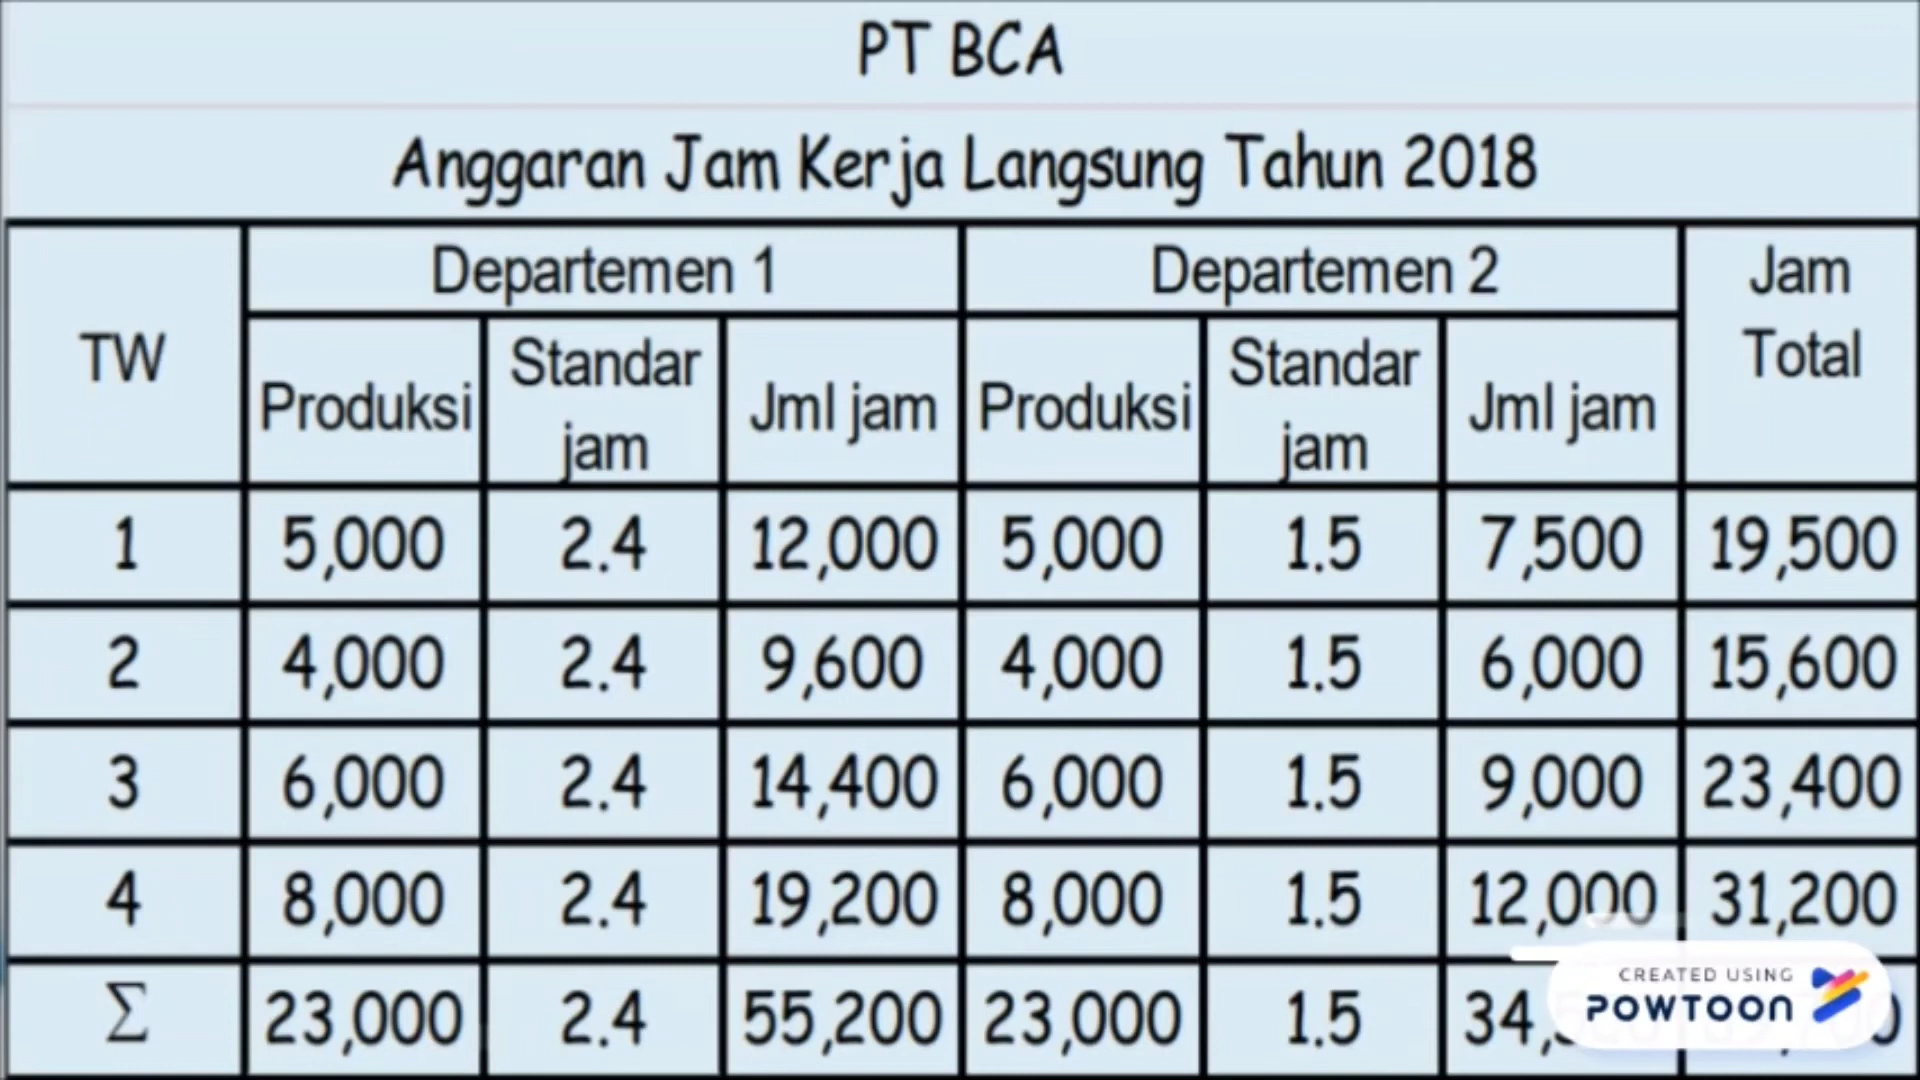 PT BCA
Anggaran Jam Kerja Langsung Tahun 2018
TW Departemen 1 Departemen 2 Jam Total
Produksi Standar jam Jml jam Produksi Standar jam Jml jam
1 5,000 2.4 12,000 5,000 1.5 7,500 19,500
2 4,000 2.4 9,600 4,000 1.5 6,000 15,600
3 6,000 2.4 14,400 6,000 1.5 9,000 23,400
4 8,000 2.4 19,200 8,000 1.5 12,000 31,200
Σ 23,000 2.4 55,200 23,000 1.5
CREATED USING
POWTOON